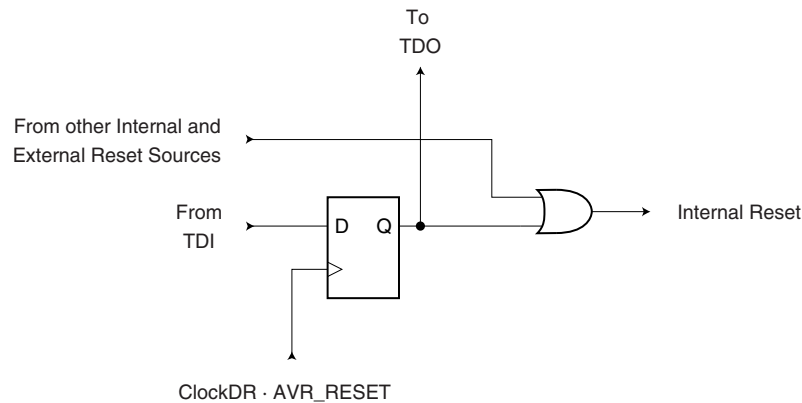 To
TDO
From other Internal and
External Reset Sources
From
TDI
D Q
Internal Reset
ClockDR · AVR_RESET